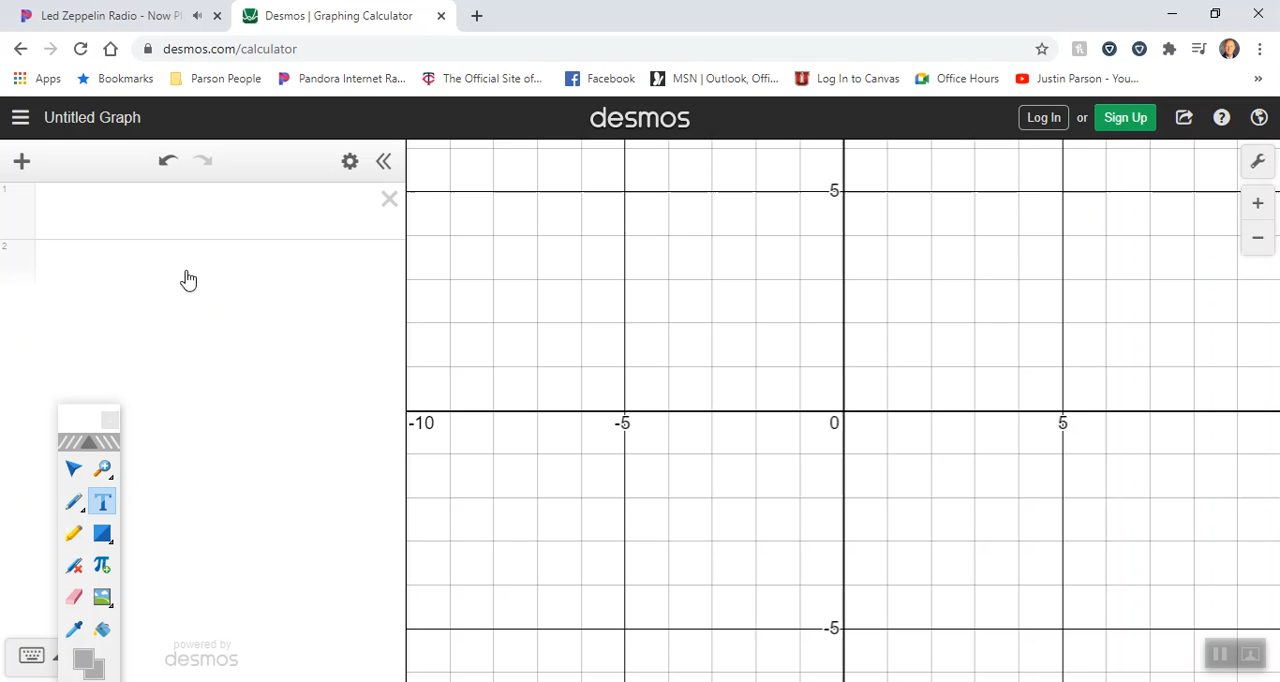 Led Zeppelin Radio - Now Pl
Desmos | Graphing Calculator
desmos.com/calculator
Apps
Bookmarks
Parson People
Pandora Internet Ra...
The Official Site of...
Facebook
MSN | Outlook, Offi...
Log In to Canvas
Office Hours
Justin Parson - You...
»
Untitled Graph
desmos
Log In
or
Sign Up
1
2
5
-10
-5
0
5
-5
powered by
desmos